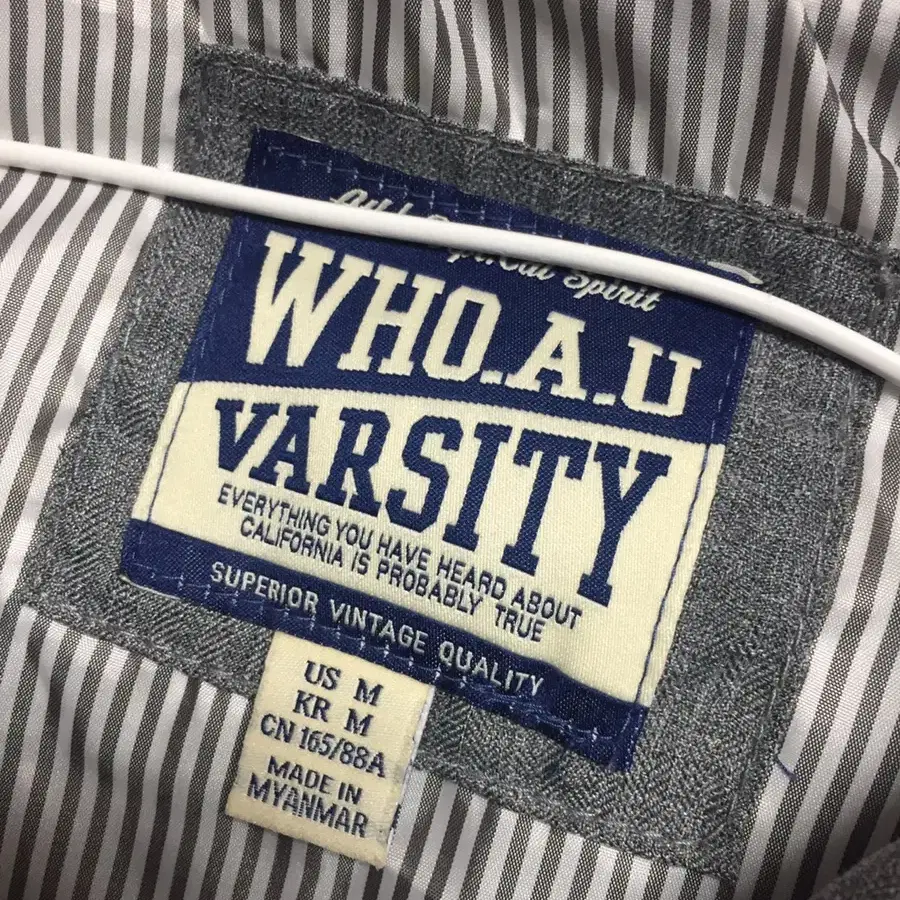 Spirit
WHO.A.U
VARSITY
EVERYTHING YOU HAVE HEARD ABOUT
CALIFORNIA IS PROBABLY TRUE
SUPERIOR VINTAGE QUALITY
US M
KR M
CN 165/88A
MADE IN
MYANMAR